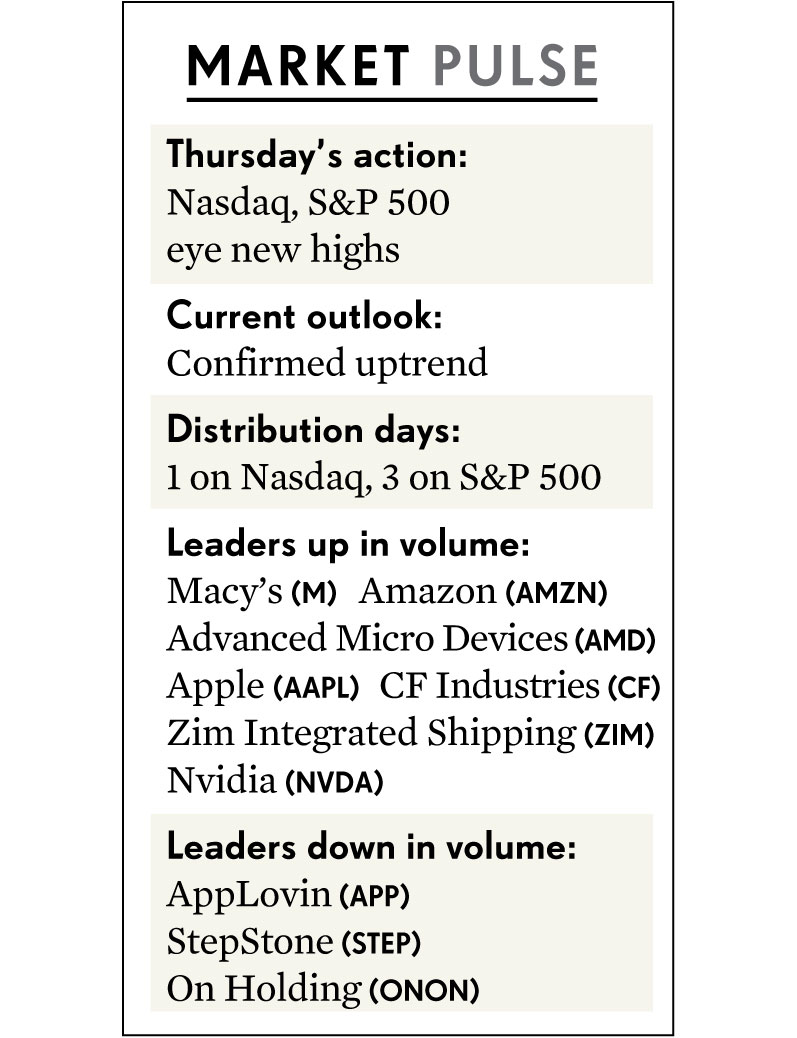 MARKET PULSE
Thursday’s action:
Nasdaq, S&P 500
eye new highs
Current outlook:
Confirmed uptrend
Distribution days:
1 on Nasdaq, 3 on S&P 500
Leaders up in volume:
Macy’s (M) Amazon (AMZN)
Advanced Micro Devices (AMD)
Apple (AAPL) CF Industries (CF)
Zim Integrated Shipping (ZIM)
Nvidia (NVDA)
Leaders down in volume:
AppLovin (APP)
StepStone (STEP)
On Holding (ONON)